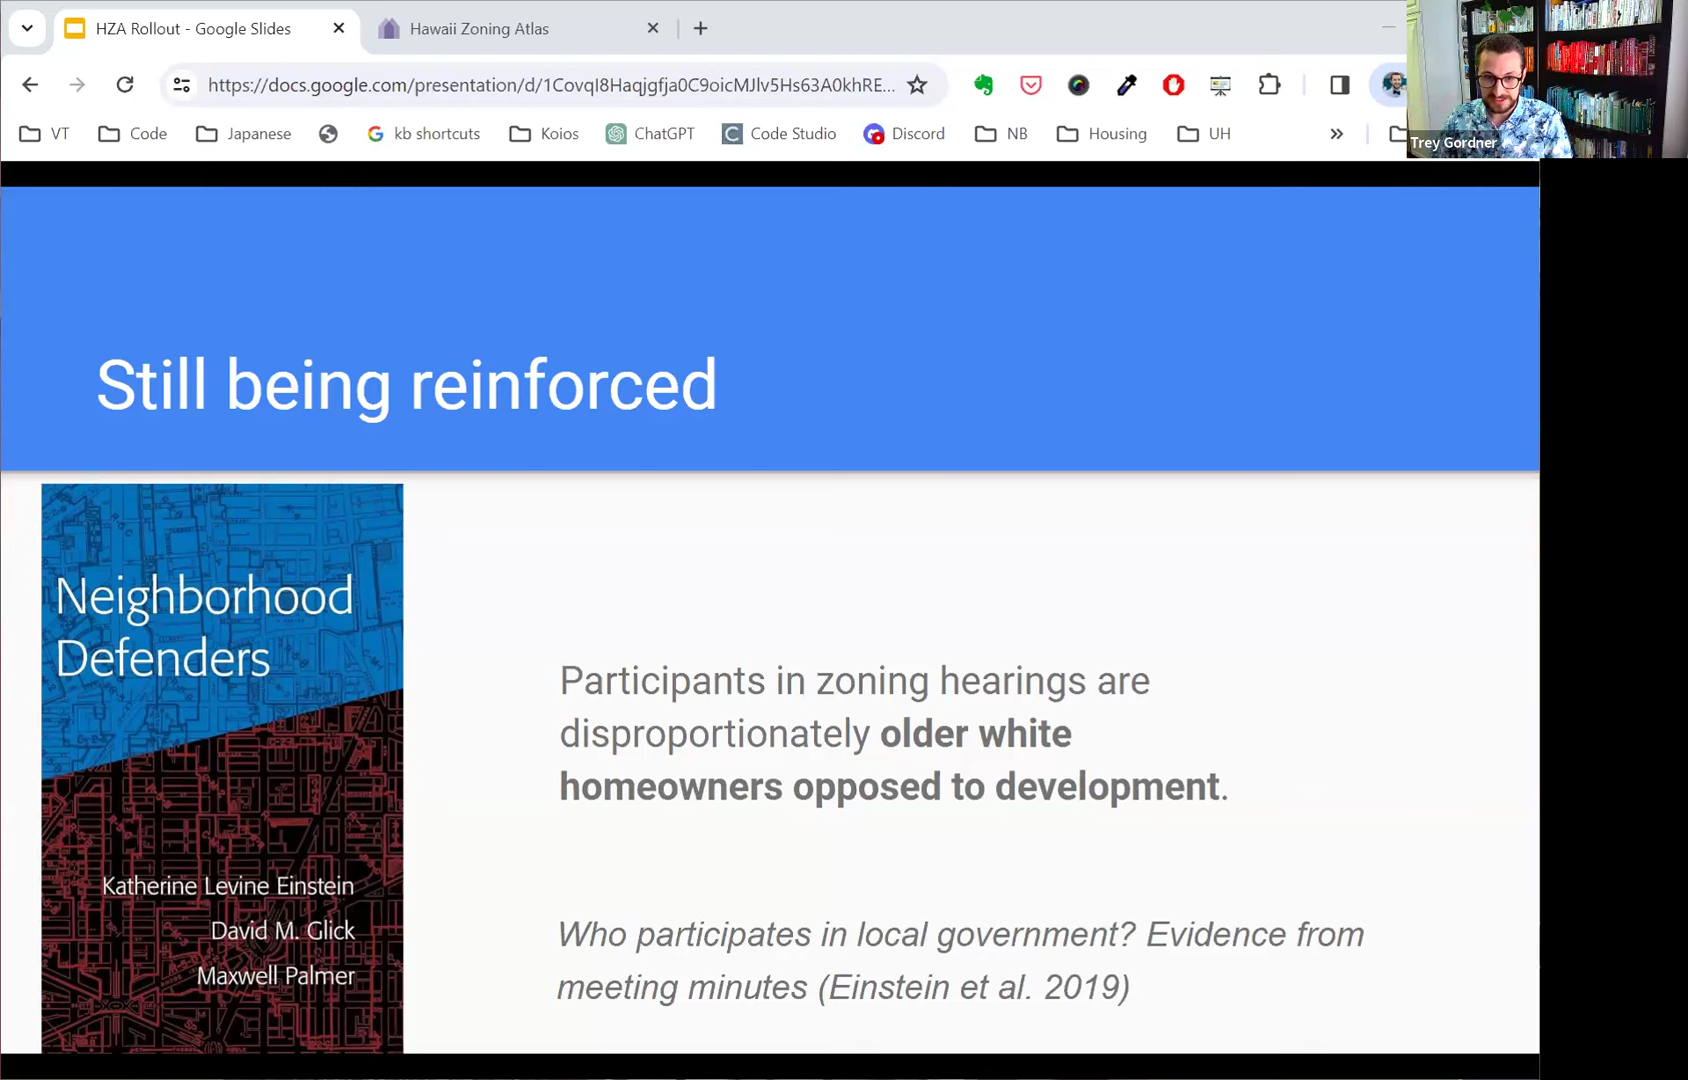 HZA Rollout - Google Slides
Hawaii Zoning Atlas
https://docs.google.com/presentation/d/1CovqI8Haqjgfja0C9oicMJlv5Hs63A0khRE...
VT
Code
Japanese
kb shortcuts
Koios
ChatGPT
Code Studio
Discord
NB
Housing
UH
Trey Gordner
Still being reinforced
Neighborhood
Defenders
Katherine Levine Einstein
David M. Glick
Maxwell Palmer
Participants in zoning hearings are
disproportionately older white
homeowners opposed to development.
Who participates in local government? Evidence from
meeting minutes (Einstein et al. 2019)